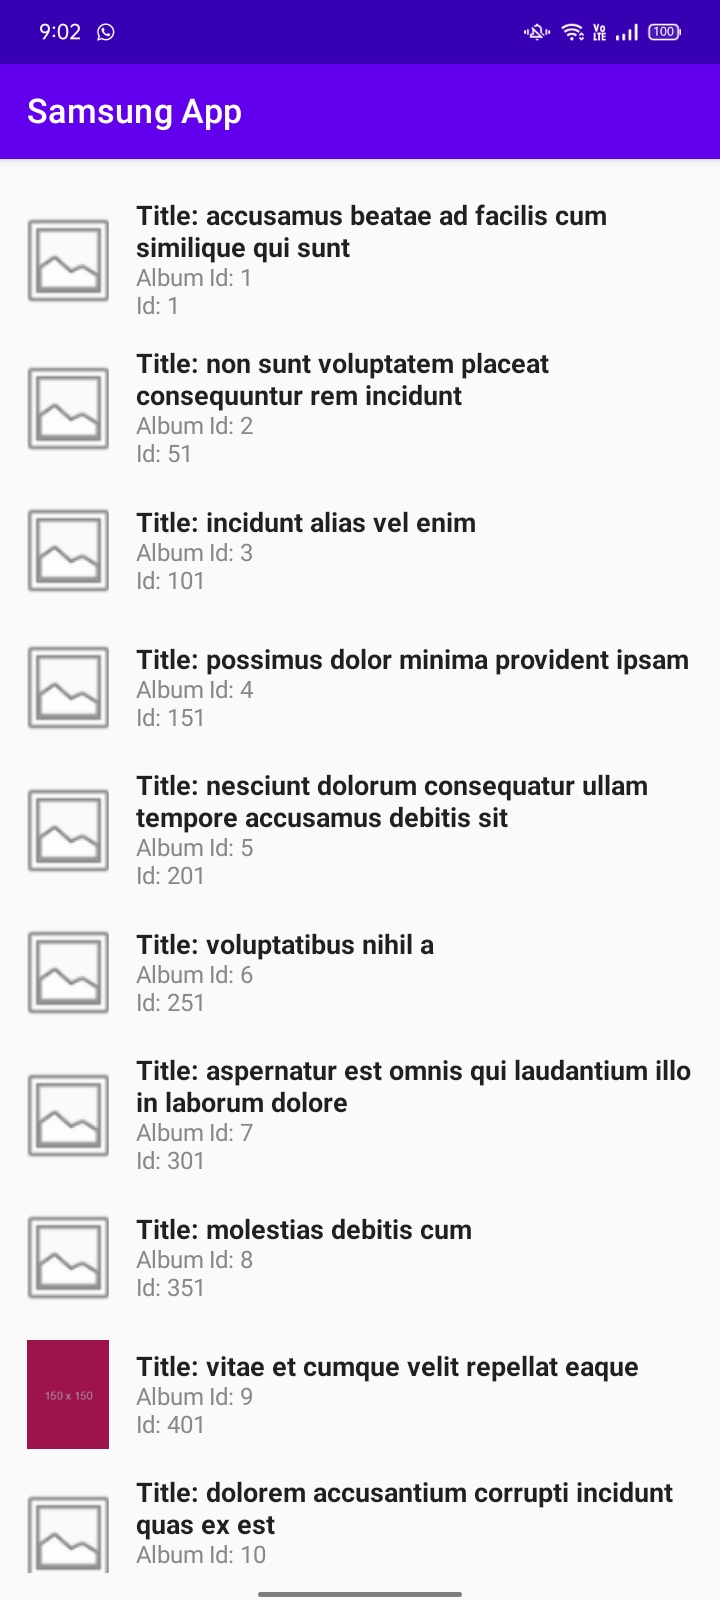 9:02
Vo
LTE
100
Samsung App
Title: accusamus beatae ad facilis cum
similique qui sunt
Album Id: 1
Id: 1
Title: non sunt voluptatem placeat
consequuntur rem incidunt
Album Id: 2
Id: 51
Title: incidunt alias vel enim
Album Id: 3
Id: 101
Title: possimus dolor minima provident ipsam
Album Id: 4
Id: 151
Title: nesciunt dolorum consequatur ullam
tempore accusamus debitis sit
Album Id: 5
Id: 201
Title: voluptatibus nihil a
Album Id: 6
Id: 251
Title: aspernatur est omnis qui laudantium illo
in laborum dolore
Album Id: 7
Id: 301
Title: molestias debitis cum
Album Id: 8
Id: 351
150 x 150
Title: vitae et cumque velit repellat eaque
Album Id: 9
Id: 401
Title: dolorem accusantium corrupti incidunt
quas ex est
Album Id: 10